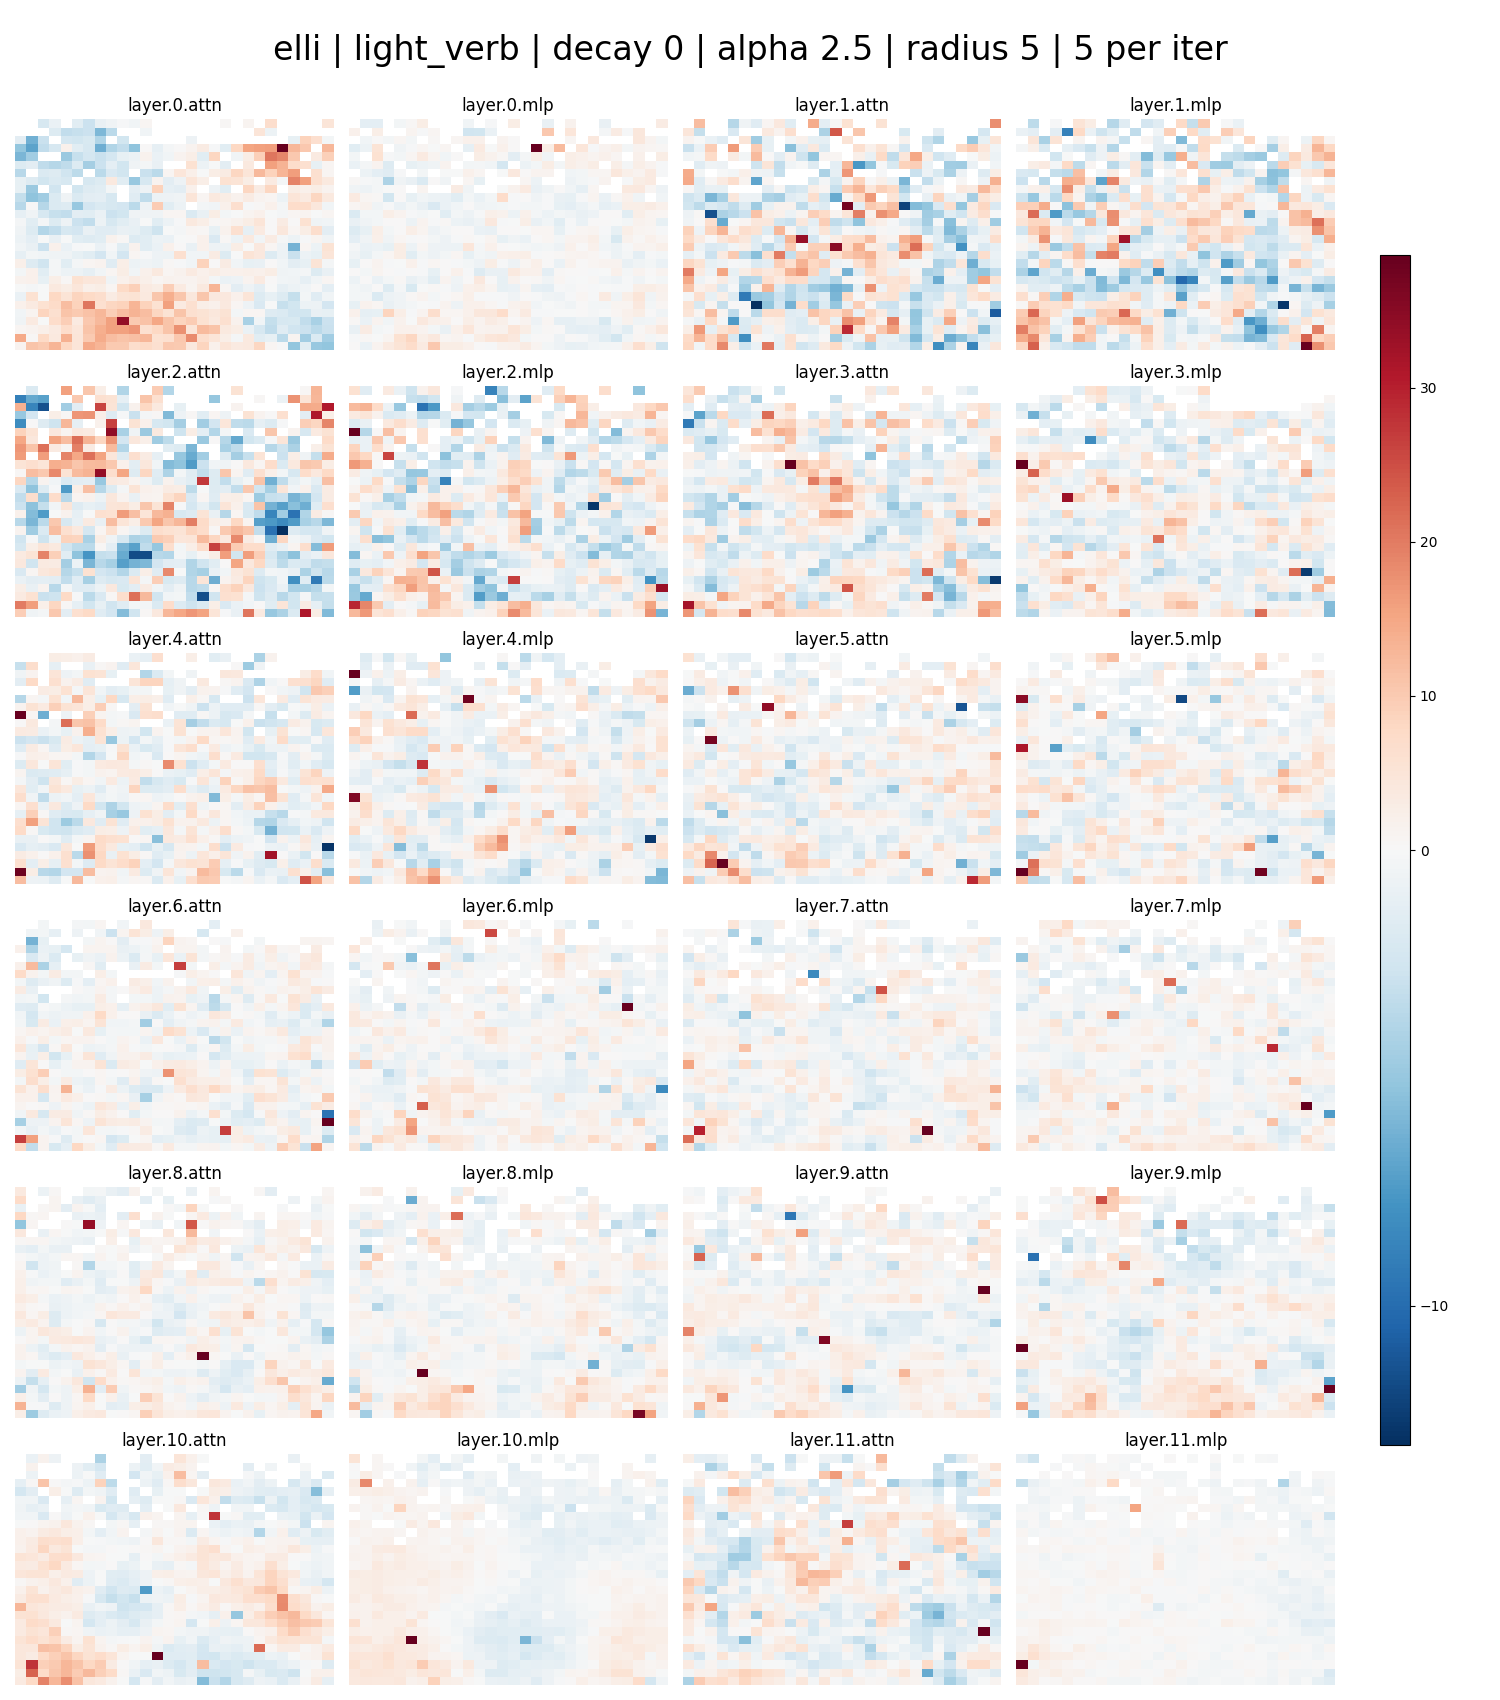 elli | light_verb | decay 0 | alpha 2.5 | radius 5 | 5 per iter
layer.0.attn
layer.0.mlp
layer.1.attn
layer.1.mlp
layer.2.attn
layer.2.mlp
layer.3.attn
layer.3.mlp
layer.4.attn
layer.4.mlp
layer.5.attn
layer.5.mlp
layer.6.attn
layer.6.mlp
layer.7.attn
layer.7.mlp
layer.8.attn
layer.8.mlp
layer.9.attn
layer.9.mlp
layer.10.attn
layer.10.mlp
layer.11.attn
layer.11.mlp
30
20
10
0
−10